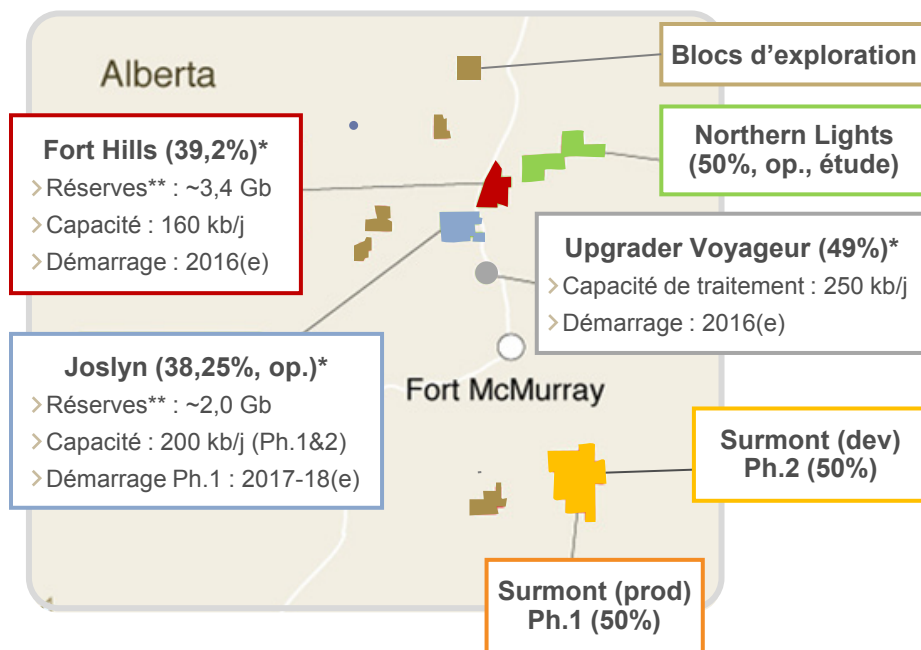 Alberta
Blocs d'exploration
Northern Lights
(50%, op., étude)
Fort Hills (39,2%)*
Réserves** : ~3,4 Gb
Capacité : 160 kb/j
Démarrage : 2016(e)
Upgrader Voyageur (49%)*
Capacité de traitement : 250 kb/j
Démarrage : 2016(e)
Joslyn (38,25%, op.)*
Réserves** : ~2,0 Gb
Capacité : 200 kb/j (Ph.1&2)
Démarrage Ph.1 : 2017-18(e)
Fort McMurray
Surmont (dev)
Ph.2 (50%)
Surmont (prod)
Ph.1 (50%)